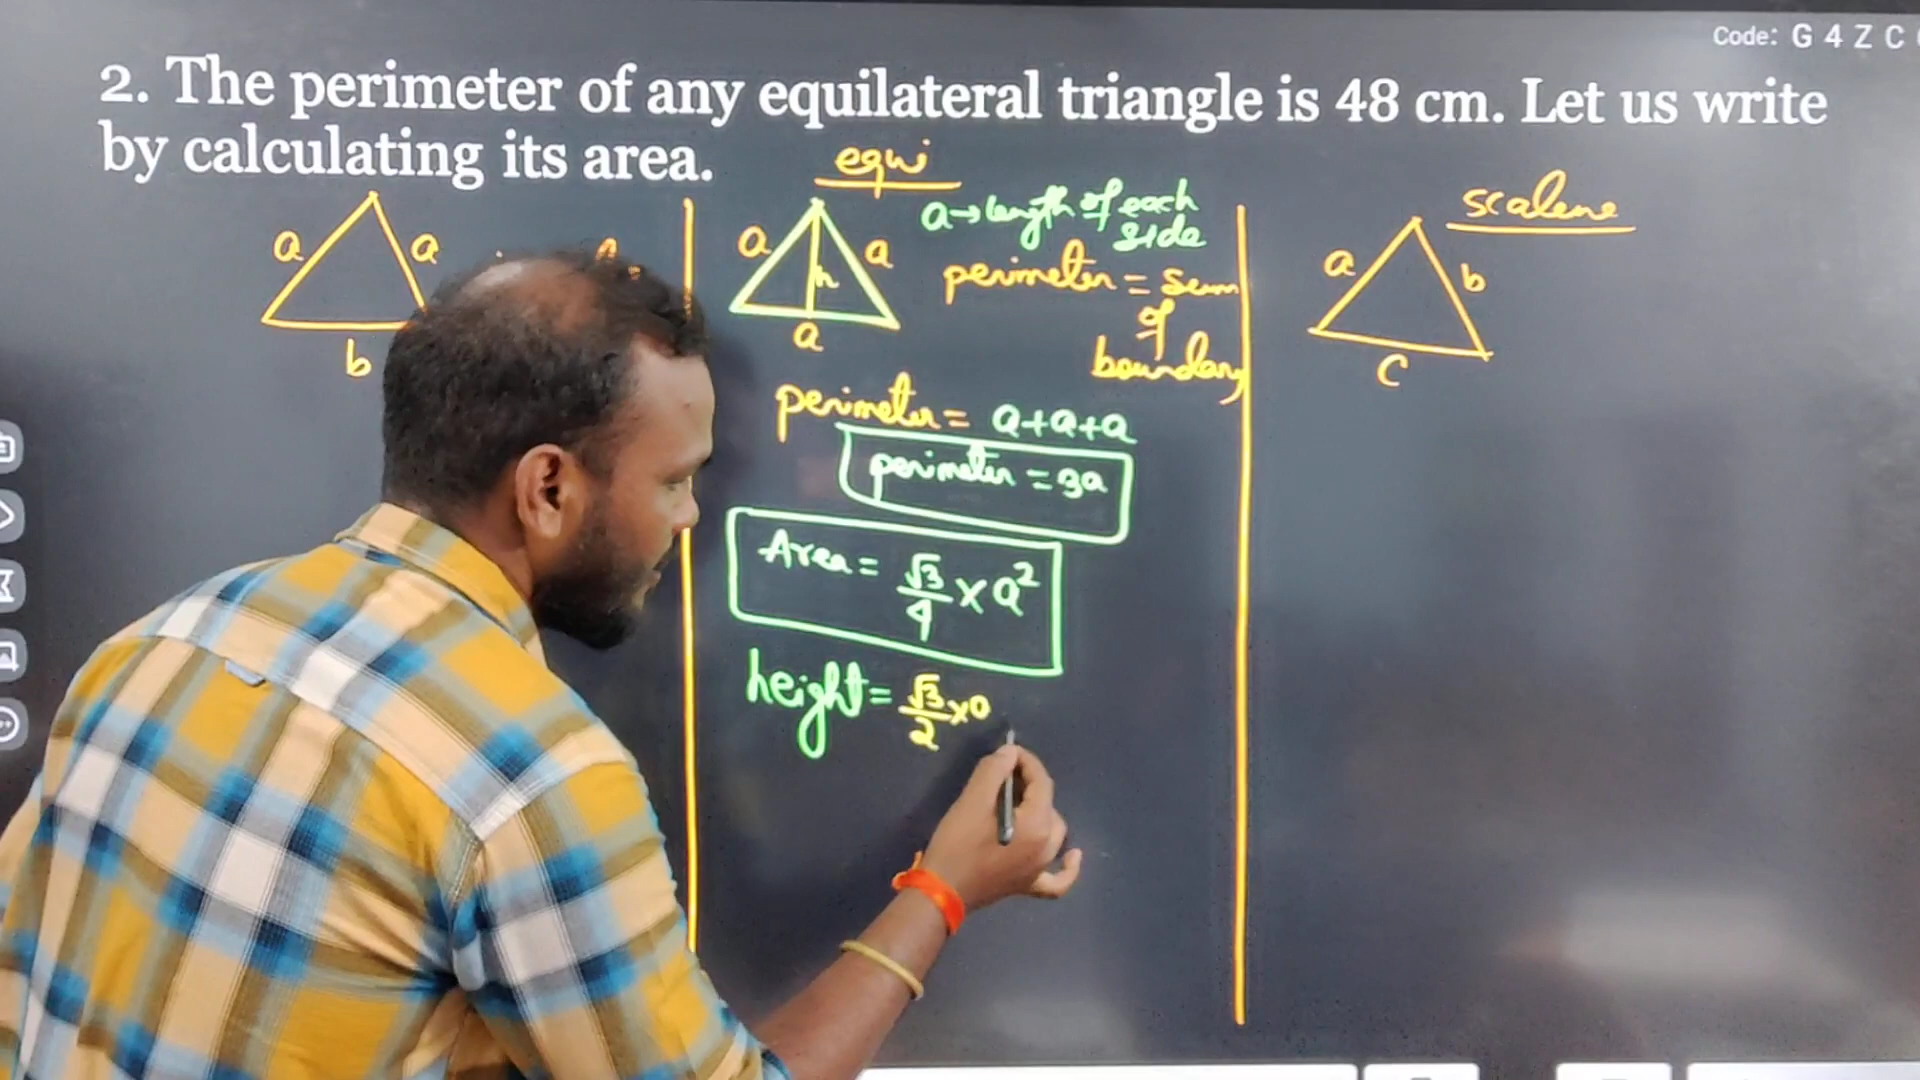 Code: G 4 Z C
2. The perimeter of any equilateral triangle is 48 cm. Let us write
by calculating its area.
a
a
b
equi
a
a
h
a
a → length of each
side
perimeter = sum
of
boundary
perimeter = a+a+a
perimeter = 3a
Area = √3/4 × a²
height = √3/2 × a
scalene
a
b
c